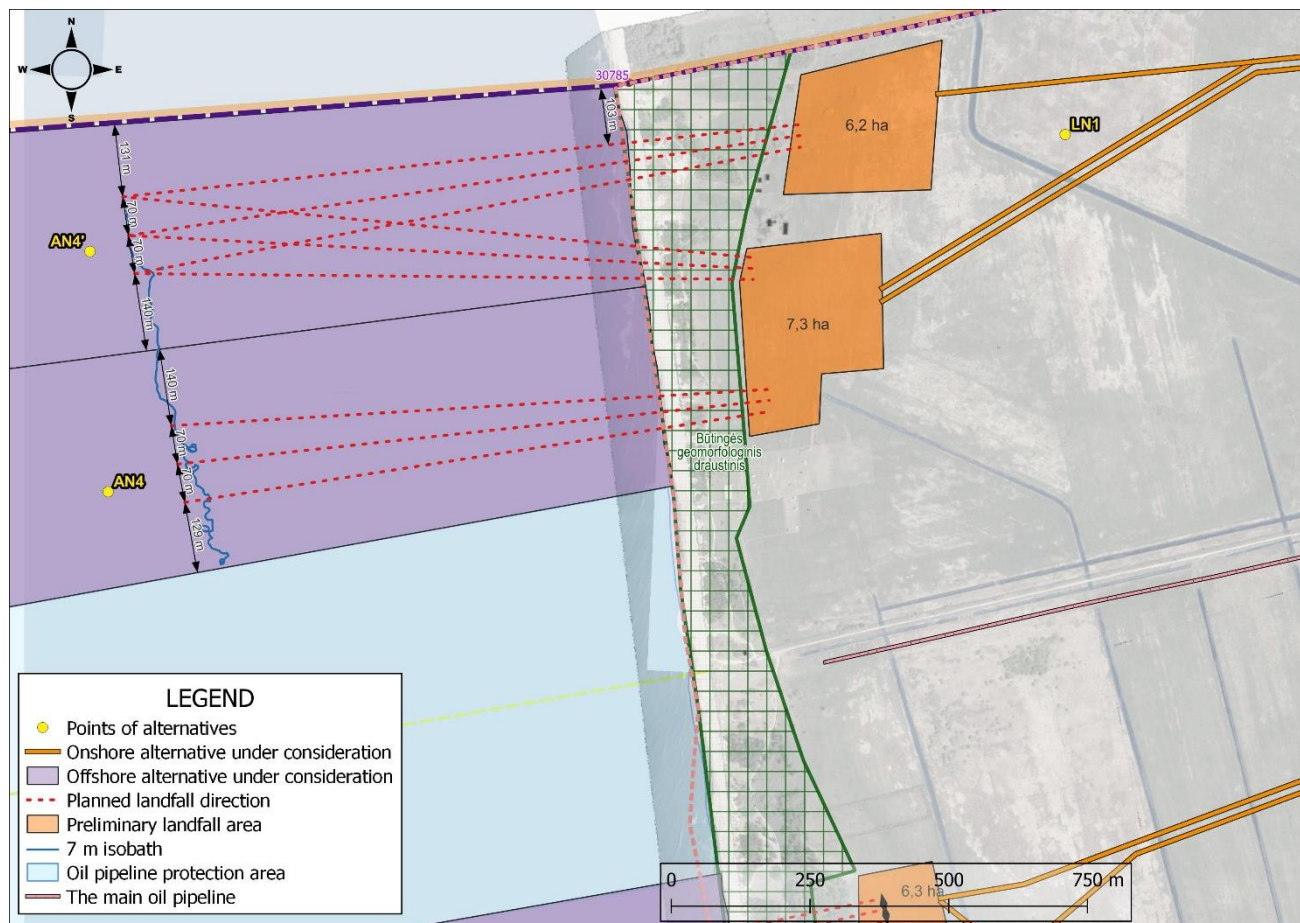 N
W
E
S
30785
103 m
131 m
70 m
70 m
140 m
140 m
70 m
70 m
129 m
AN4'
AN4
LN1
6,2 ha
7,3 ha
Būtingės
geomorfologinis
draustinis
6,3 ha
0
250
500
750 m
LEGEND
Points of alternatives
Onshore alternative under consideration
Offshore alternative under consideration
Planned landfall direction
Preliminary landfall area
7 m isobath
Oil pipeline protection area
The main oil pipeline